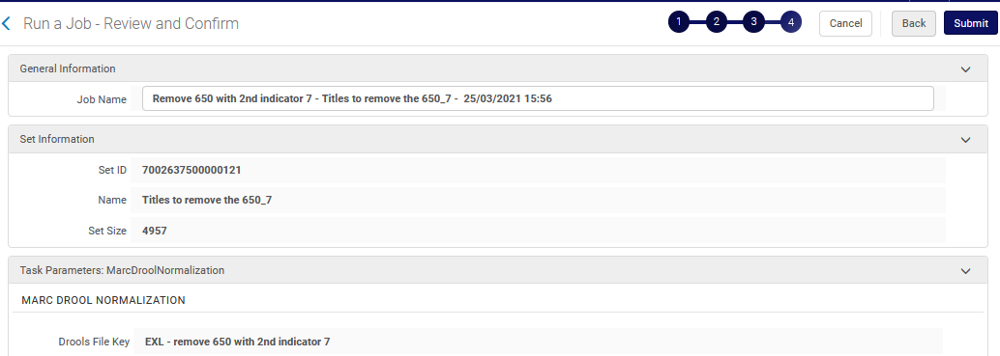 Run a Job - Review and Confirm
1 2 3 4
Cancel Back Submit
General Information
Job Name Remove 650 with 2nd indicator 7 - Titles to remove the 650_7 - 25/03/2021 15:56
Set Information
Set ID 7002637500000121
Name Titles to remove the 650_7
Set Size 4957
Task Parameters: MarcDroolNormalization
MARC DROOL NORMALIZATION
Drools File Key EXL - remove 650 with 2nd indicator 7